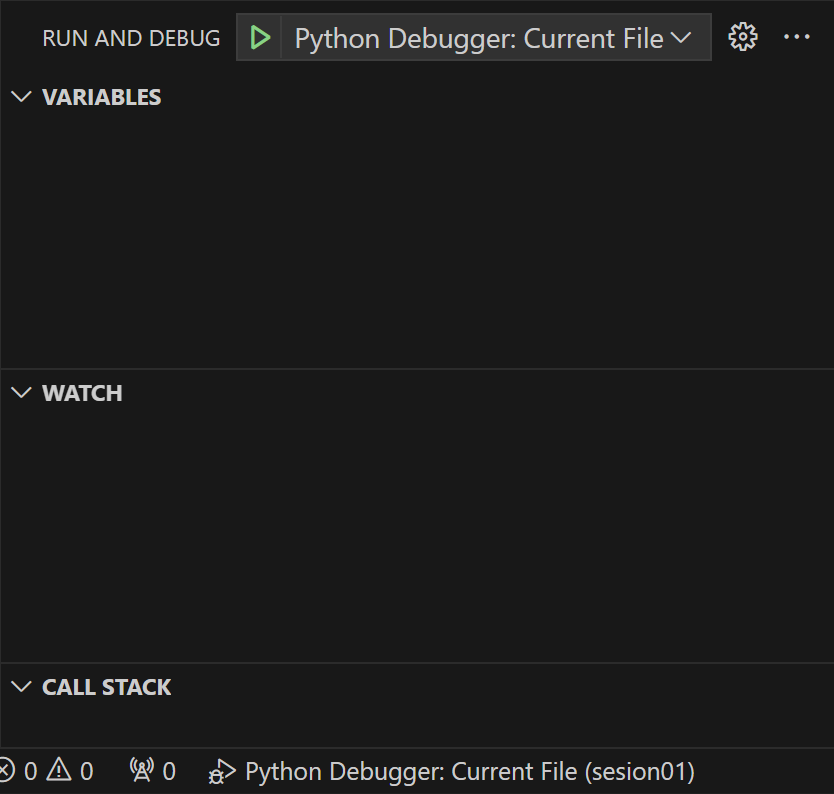 RUN AND DEBUG Python Debugger: Current File
VARIABLES
WATCH
CALL STACK
0 0 0 Python Debugger: Current File (sesion01)